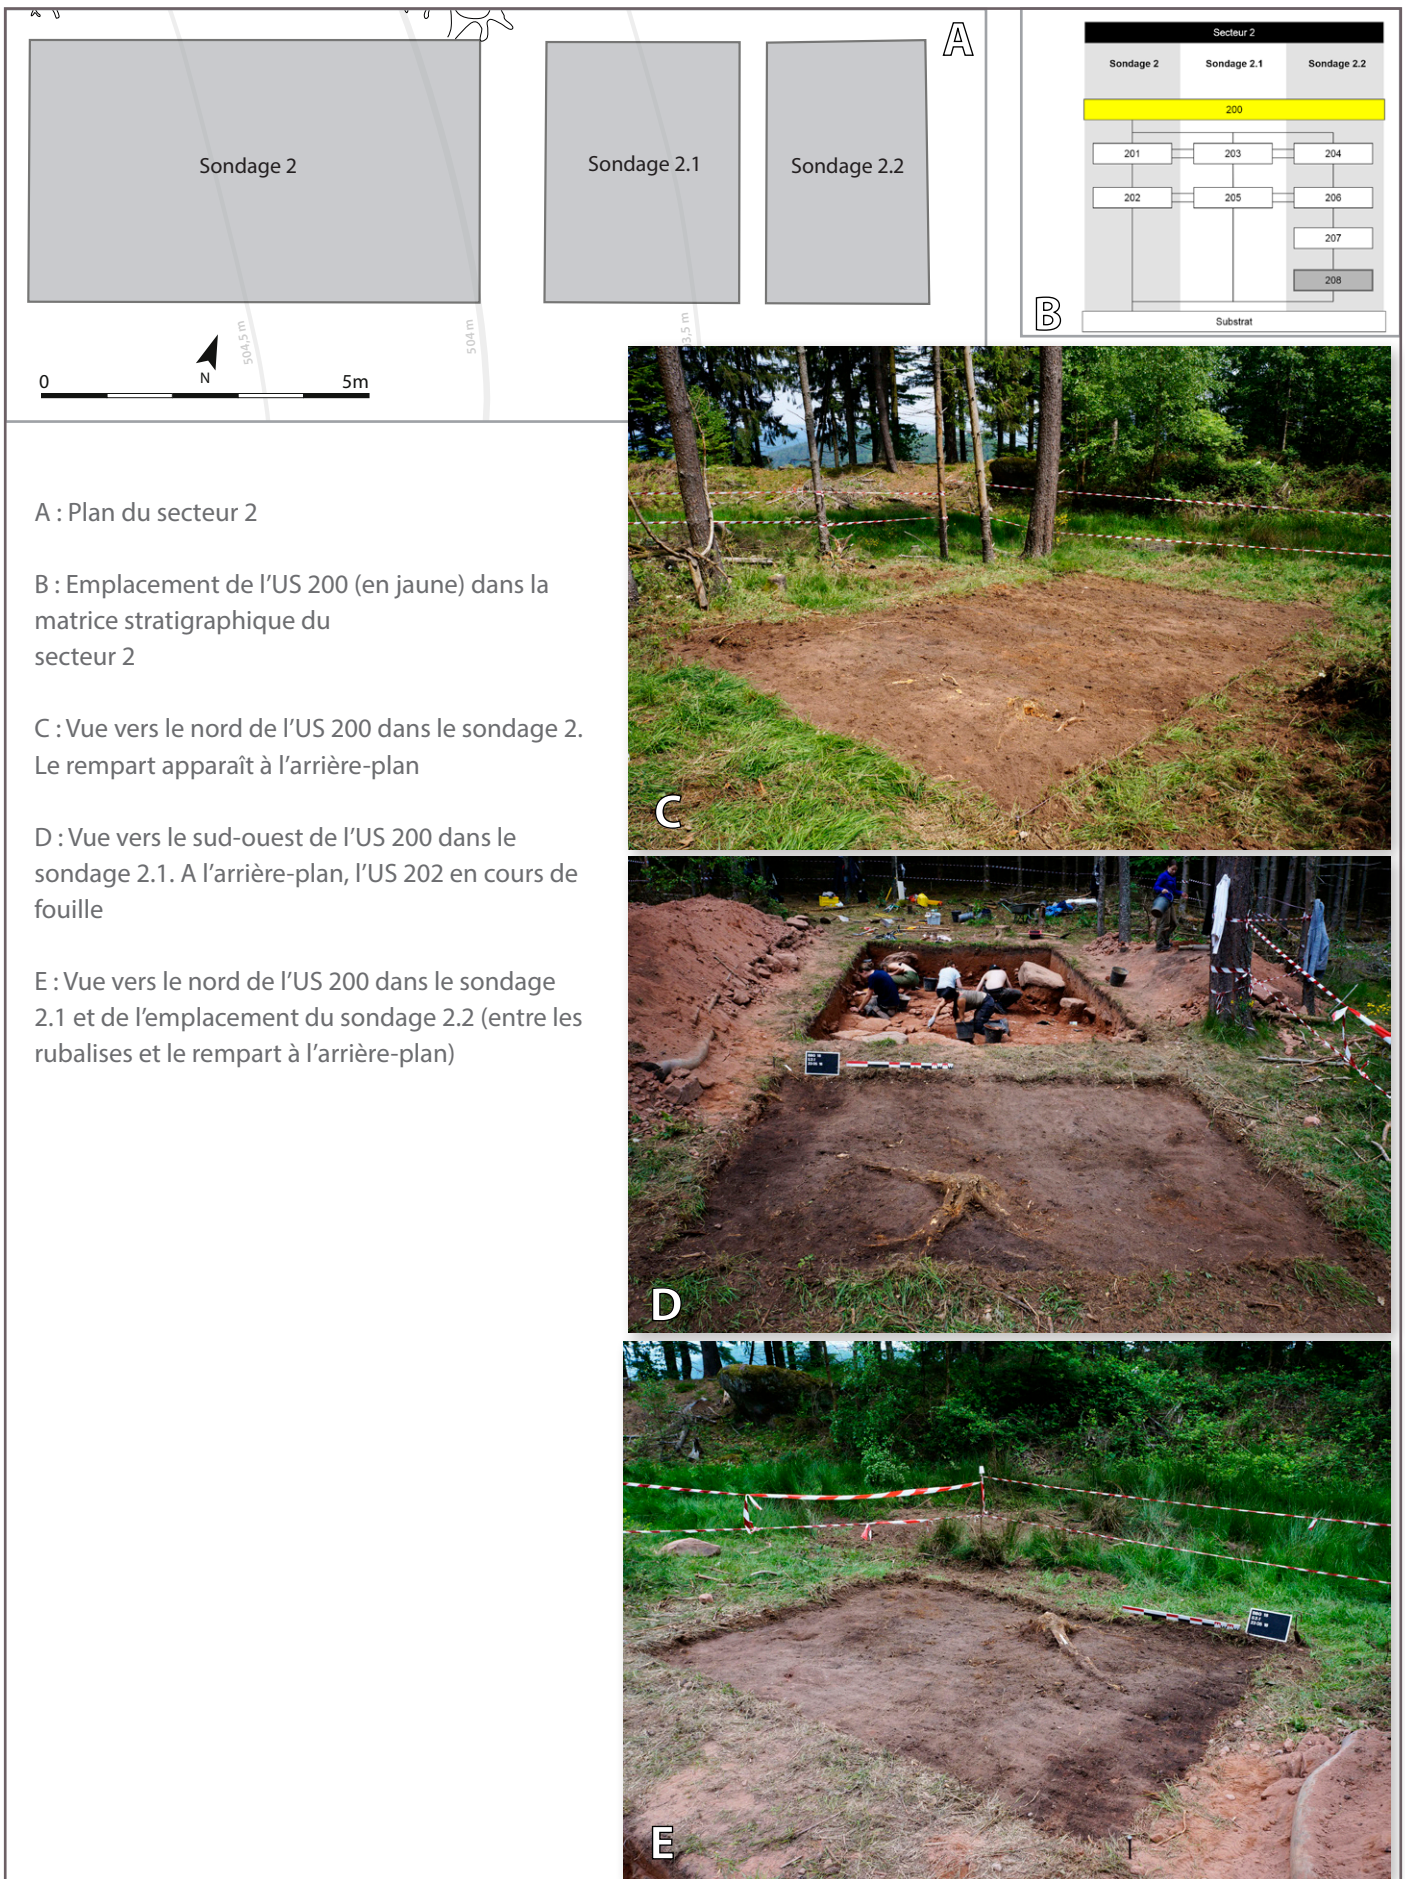 A
Sondage 2
Sondage 2.1
Sondage 2.2
504,5 m
504 m
3,5 m
N
0 5m
Secteur 2
Sondage 2 Sondage 2.1 Sondage 2.2
200
201 203 204
202 205 206
207
208
Substrat
B
A : Plan du secteur 2
B : Emplacement de l’US 200 (en jaune) dans la
matrice stratigraphique du
secteur 2
C : Vue vers le nord de l’US 200 dans le sondage 2.
Le rempart apparaît à l’arrière-plan
D : Vue vers le sud-ouest de l’US 200 dans le
sondage 2.1. A l’arrière-plan, l’US 202 en cours de
fouille
E : Vue vers le nord de l’US 200 dans le sondage
2.1 et de l’emplacement du sondage 2.2 (entre les
rubalises et le rempart à l’arrière-plan)
C
D
E